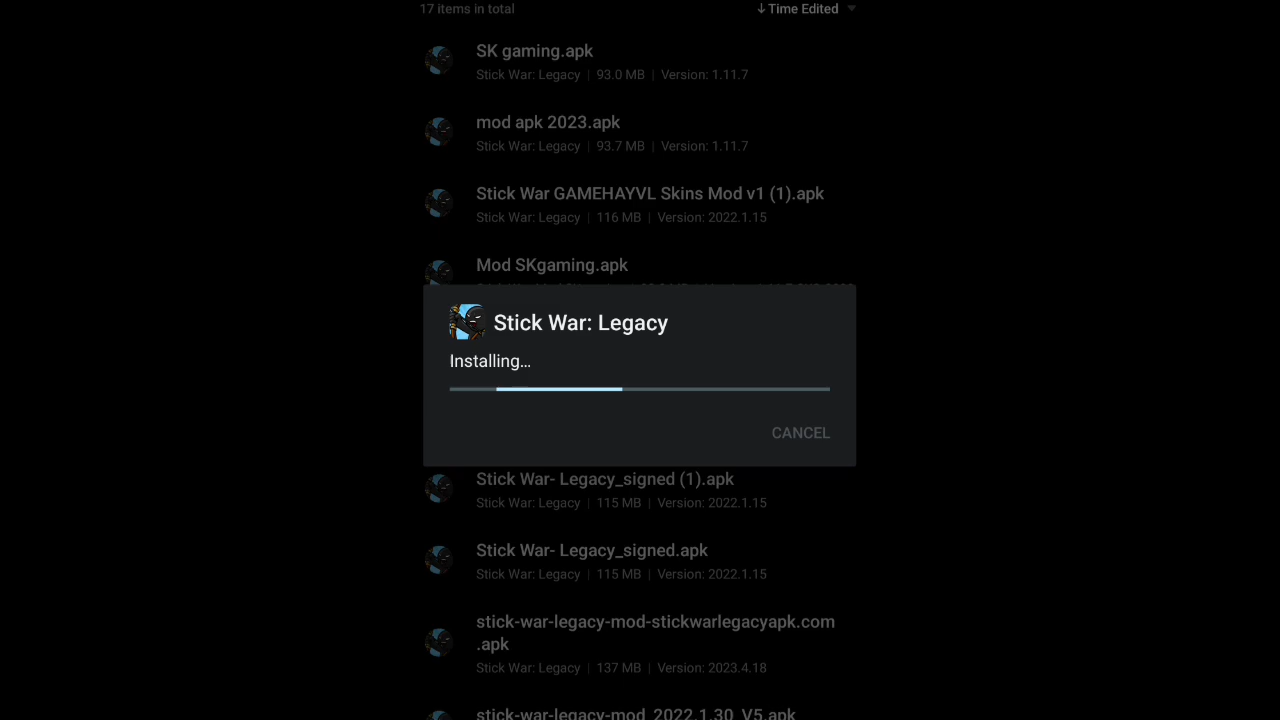 17 items in total
↓ Time Edited
SK gaming.apk
Stick War: Legacy | 93.0 MB | Version: 1.11.7
mod apk 2023.apk
Stick War: Legacy | 93.7 MB | Version: 1.11.7
Stick War GAMEHAYVL Skins Mod v1 (1).apk
Stick War: Legacy | 116 MB | Version: 2022.1.15
Mod SKgaming.apk
Stick War: Legacy
Installing...
CANCEL
Stick War- Legacy_signed (1).apk
Stick War: Legacy | 115 MB | Version: 2022.1.15
Stick War- Legacy_signed.apk
Stick War: Legacy | 115 MB | Version: 2022.1.15
stick-war-legacy-mod-stickwarlegacyapk.com
.apk
Stick War: Legacy | 137 MB | Version: 2023.4.18
stick-war-legacy-mod_2022.1.30_V5.apk